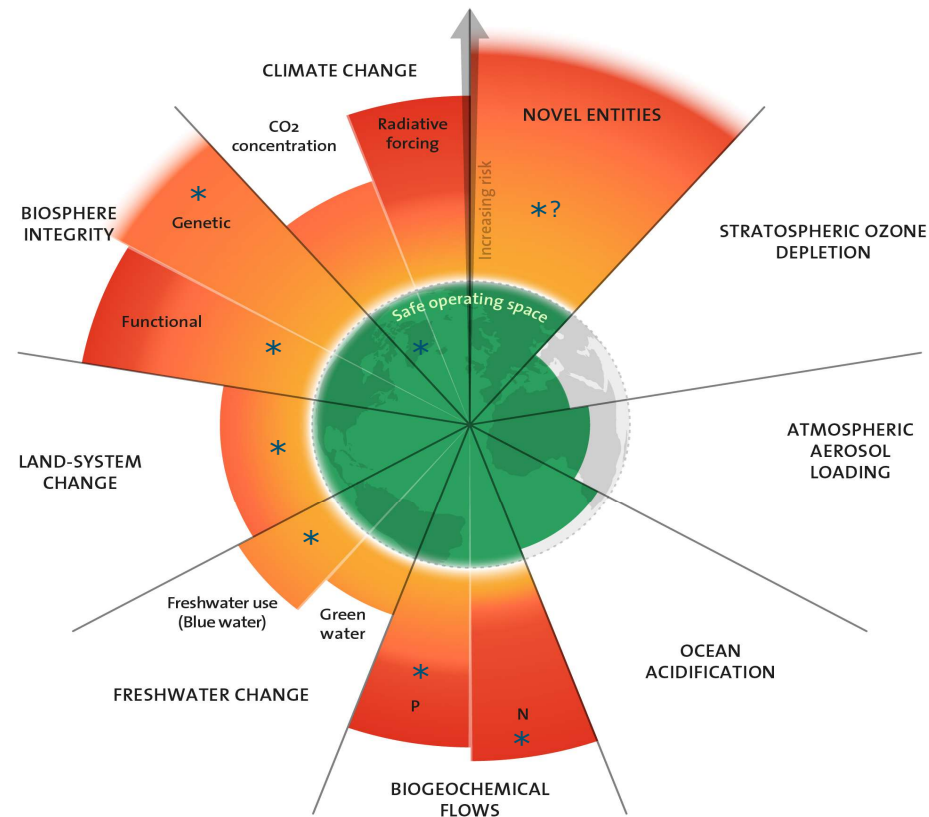 CLIMATE CHANGE
CO2
concentration
Radiative
forcing
NOVEL ENTITIES
*?
Increasing risk
STRATOSPHERIC OZONE
DEPLETION
BIOSPHERE
INTEGRITY
*
Genetic
Functional
*
Safe operating space
*
ATMOSPHERIC
AEROSOL
LOADING
LAND-SYSTEM
CHANGE
*
*
Freshwater use
(Blue water)
Green
water
FRESHWATER CHANGE
OCEAN
ACIDIFICATION
*
P
N
*
BIOGEOCHEMICAL
FLOWS